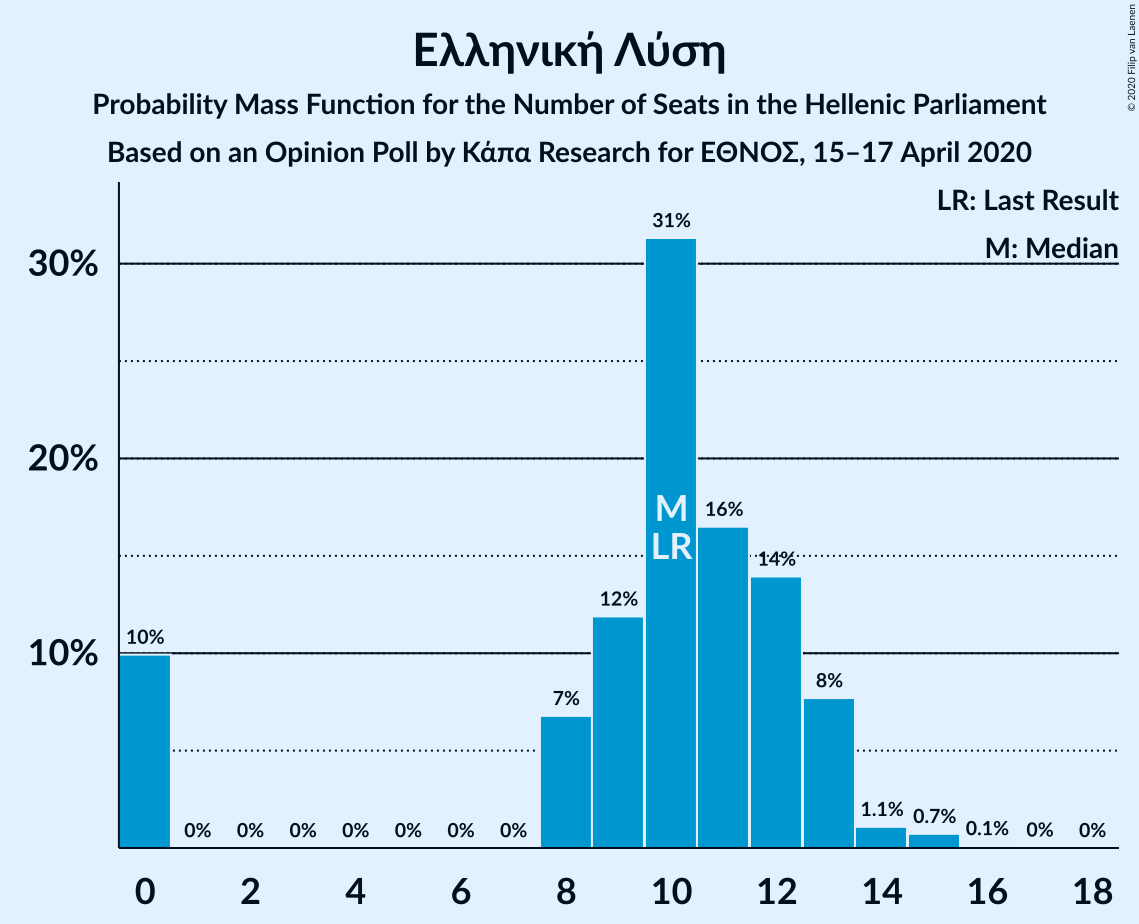 © 2020 Filip van Laenen
Ελληνική Λύση
Probability Mass Function for the Number of Seats in the Hellenic Parliament
Based on an Opinion Poll by Κάπα Research for ΕΘΝΟΣ, 15–17 April 2020
LR: Last Result
M: Median
30%
20%
10%
31%
16%
14%
12%
10%
8%
7%
1.1%
0.7%
0.1%
0% 0% 0% 0% 0% 0% 0% 0% 0%
M
LR
0 2 4 6 8 10 12 14 16 18